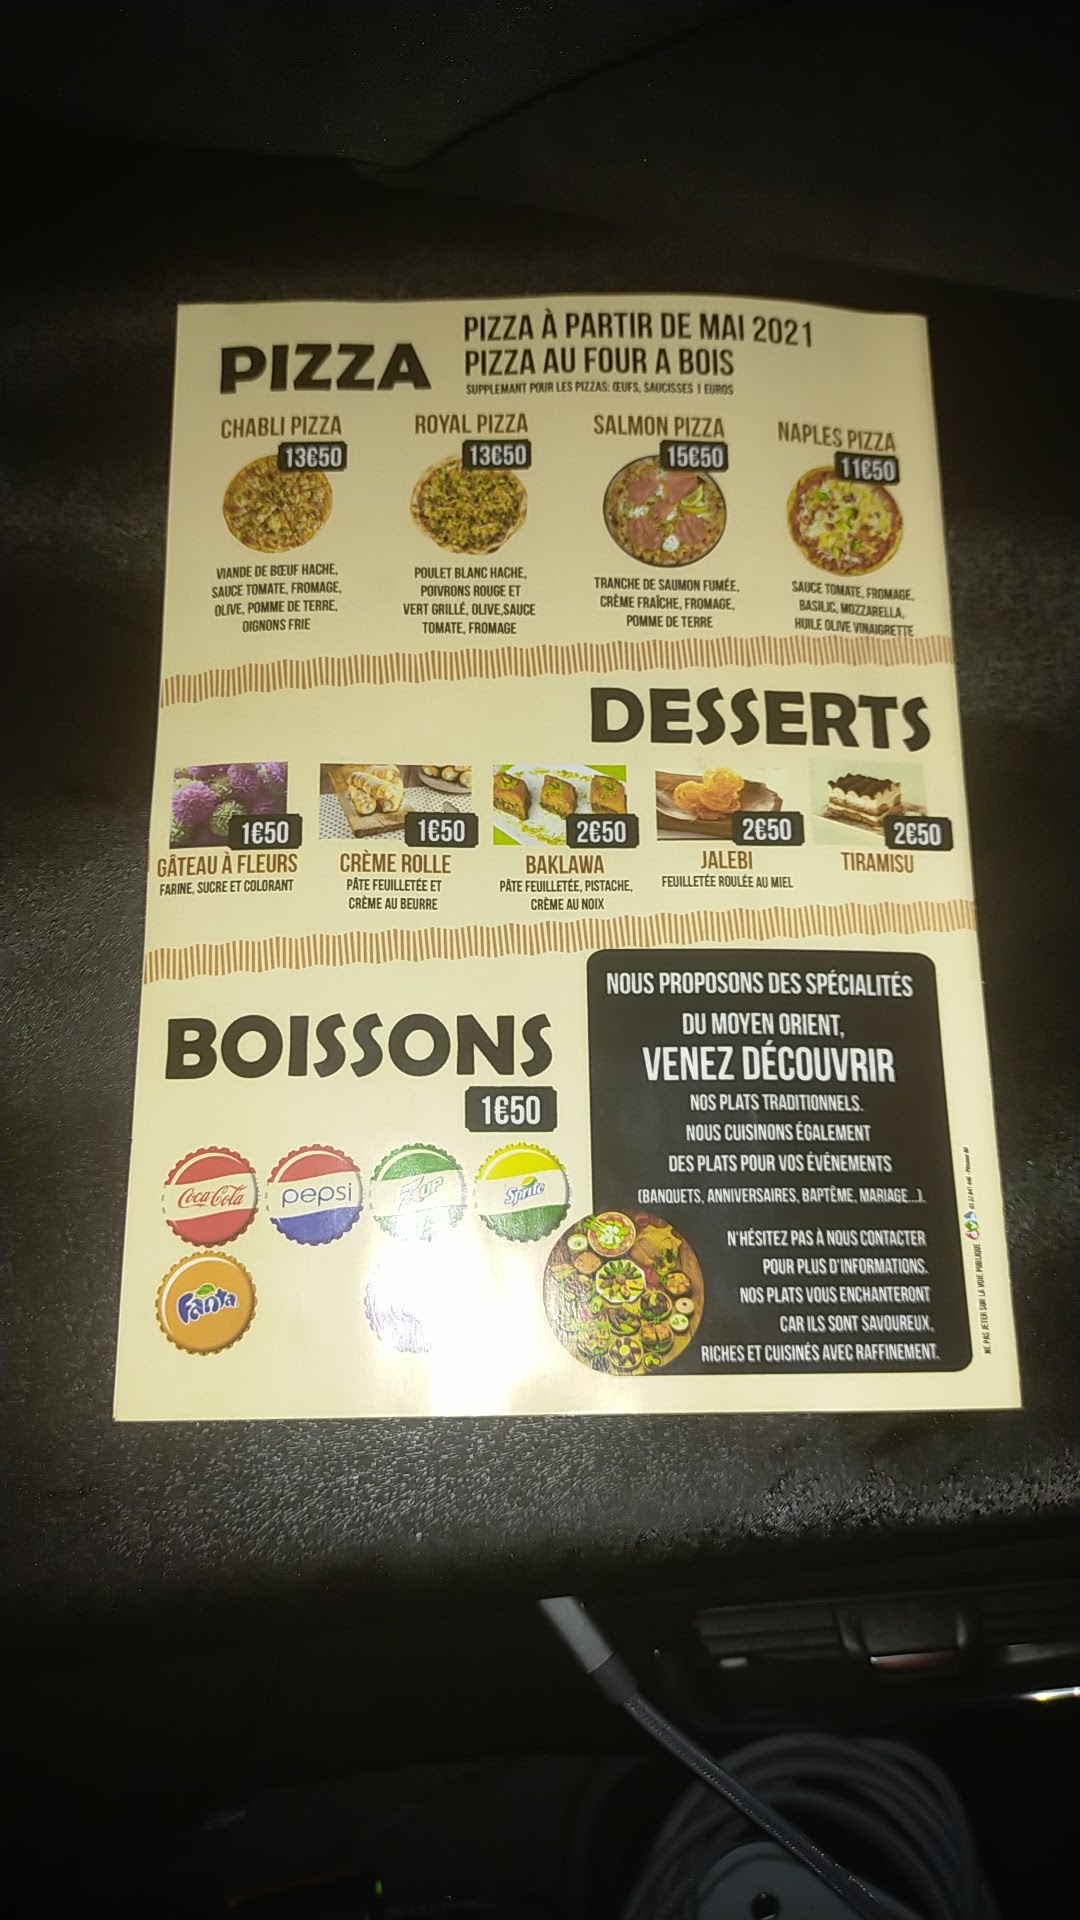 PIZZA
PIZZA À PARTIR DE MAI 2021
PIZZA AU FOUR A BOIS
SUPPLEMANT POUR LES PIZZAS: ŒUFS, SAUCISSES 1 EUROS
CHABLI PIZZA
13€50
VIANDE DE BŒUF HACHE,
SAUCE TOMATE, FROMAGE,
OLIVE, POMME DE TERRE,
OIGNONS FRIE
ROYAL PIZZA
13€50
POULET BLANC HACHE,
POIVRONS ROUGE ET
VERT GRILLÉ, OLIVE,SAUCE
TOMATE, FROMAGE
SALMON PIZZA
15€50
TRANCHE DE SAUMON FUMÉE,
CRÈME FRAÎCHE, FROMAGE,
POMME DE TERRE
NAPLES PIZZA
11€50
SAUCE TOMATE, FROMAGE,
BASILIC, MOZZARELLA,
HUILE OLIVE VINAIGRETTE
DESSERTS
1€50
GÂTEAU À FLEURS
FARINE, SUCRE ET COLORANT
1€50
CRÈME ROLLE
PÂTE FEUILLETÉE ET
CRÈME AU BEURRE
2€50
BAKLAWA
PÂTE FEUILLETÉE, PISTACHE,
CRÈME AU NOIX
2€50
JALEBI
FEUILLETÉE ROULÉE AU MIEL
2€50
TIRAMISU
BOISSONS
1€50
Coca-Cola
pepsi
7UP
Sprite
Fanta
NOUS PROPOSONS DES SPÉCIALITÉS
DU MOYEN ORIENT,
VENEZ DÉCOUVRIR
NOS PLATS TRADITIONNELS.
NOUS CUISINONS ÉGALEMENT
DES PLATS POUR VOS ÉVÉNEMENTS
(BANQUETS, ANNIVERSAIRES, BAPTÊME, MARIAGE...).
N'HÉSITEZ PAS À NOUS CONTACTER
POUR PLUS D'INFORMATIONS.
NOS PLATS VOUS ENCHANTERONT
CAR ILS SONT SAVOUREUX,
RICHES ET CUISINÉS AVEC RAFFINEMENT.
NE PAS JETER SUR LA VOIE PUBLIQUE